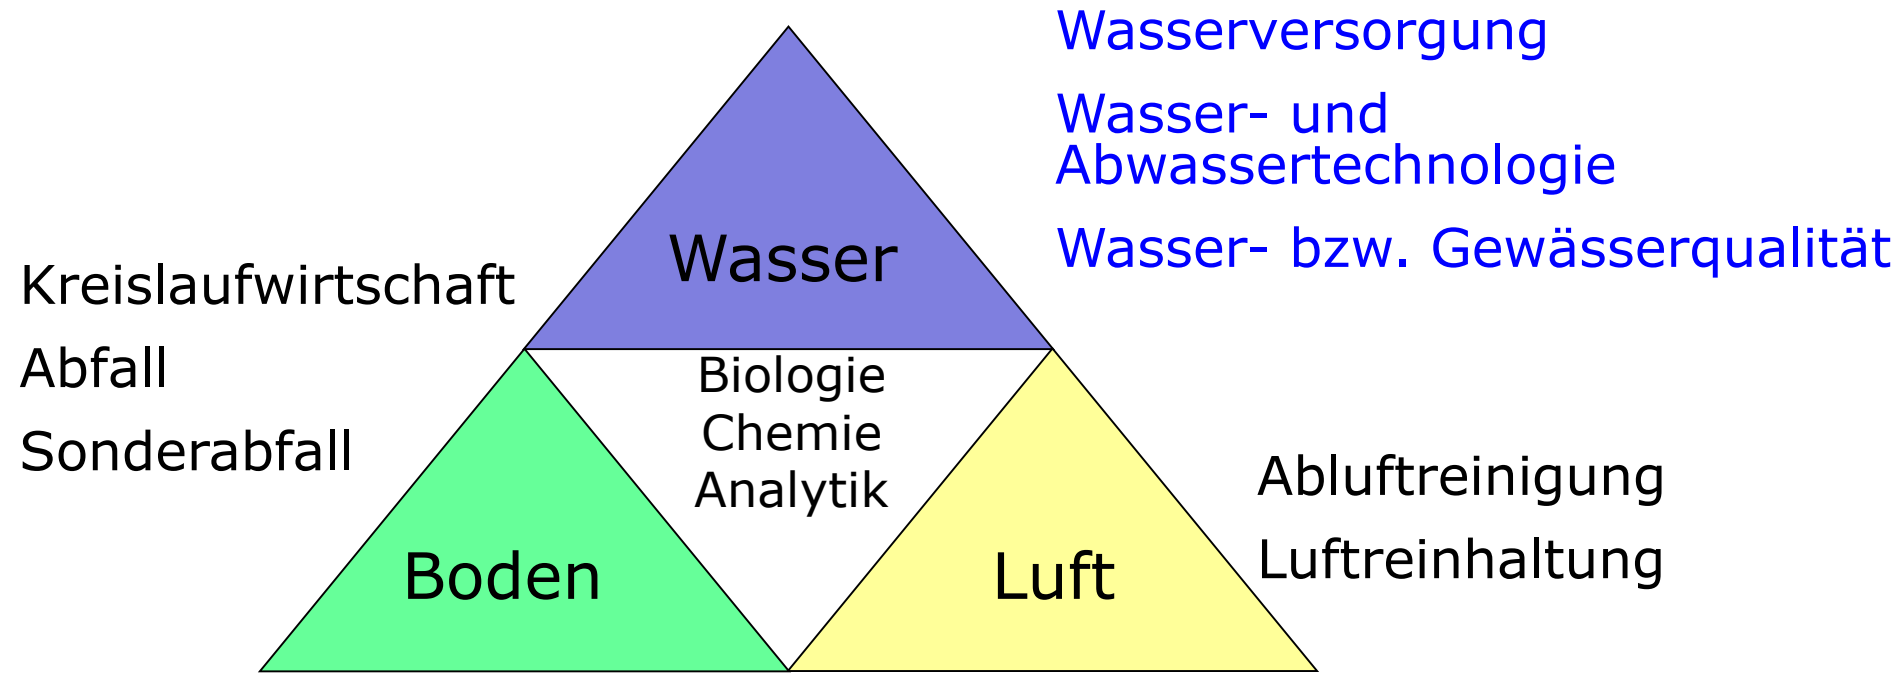 Wasserversorgung
Wasser- und
Abwassertechnologie
Wasser- bzw. Gewässerqualität
Wasser
Kreislaufwirtschaft
Abfall
Sonderabfall
Biologie
Chemie
Analytik
Boden
Luft
Abluftreinigung
Luftreinhaltung